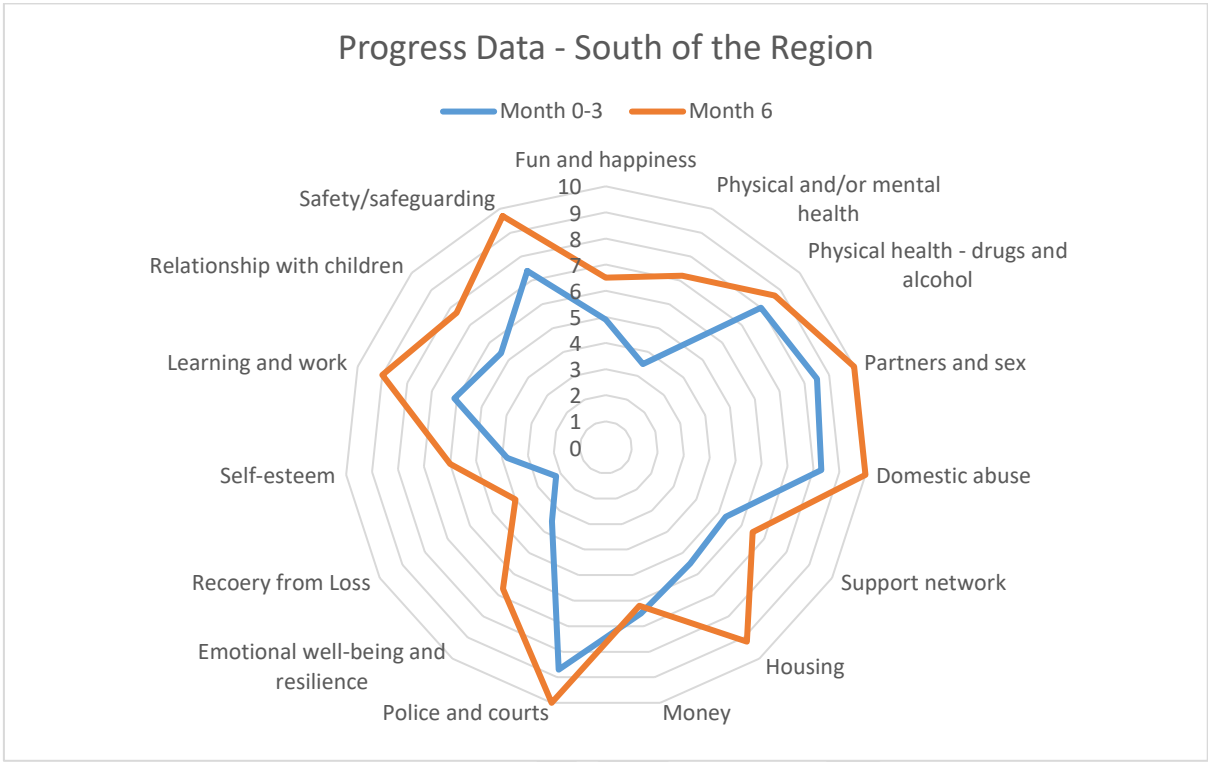 Progress Data - South of the Region
Month 0-3
Month 6
Fun and happiness
Physical and/or mental
health
Physical health - drugs and
alcohol
Partners and sex
Domestic abuse
Support network
Housing
Money
Police and courts
Emotional well-being and
resilience
Recoery from Loss
Self-esteem
Learning and work
Relationship with children
Safety/safeguarding
10
9
8
7
6
5
4
3
2
1
0